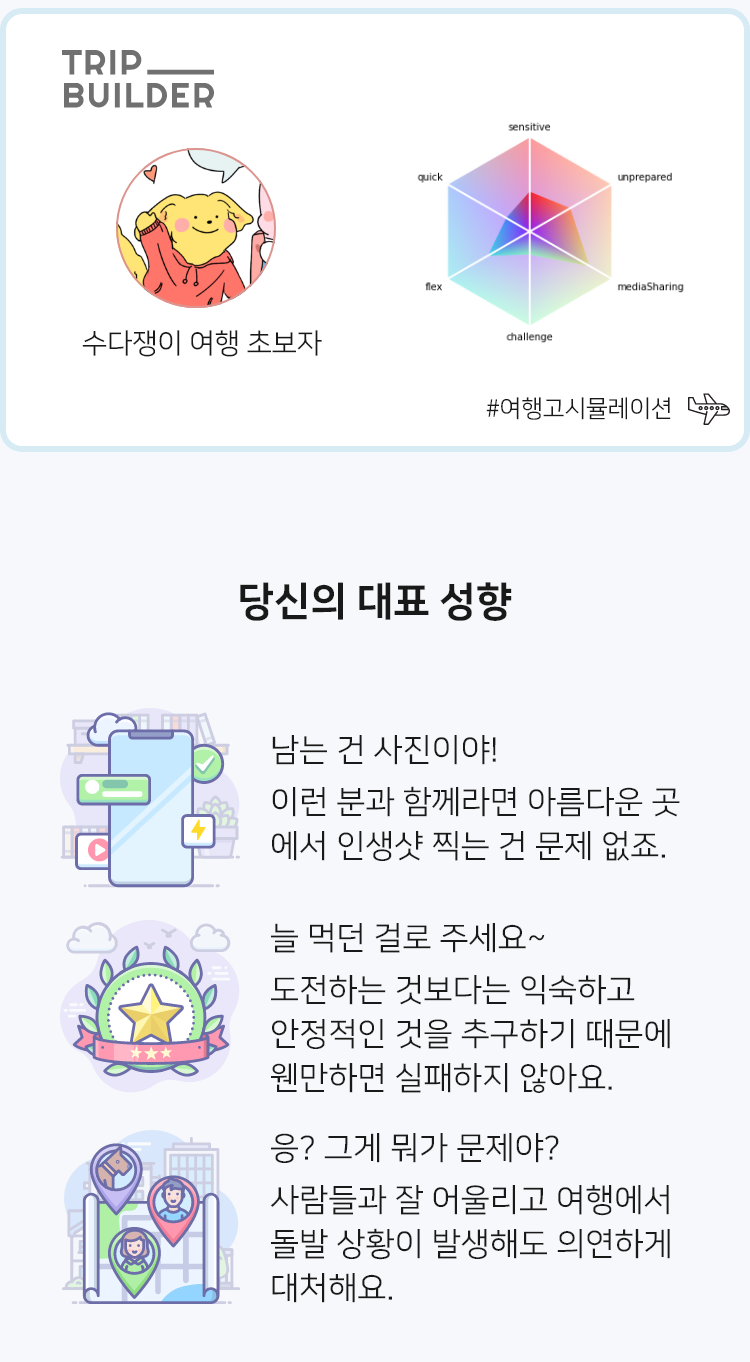 TRIP
BUILDER
sensitive
quick
unprepared
flex
mediaSharing
challenge
수다쟁이 여행 초보자
#여행고시뮬레이션
당신의 대표 성향
남는 건 사진이야!
이런 분과 함께라면 아름다운 곳
에서 인생샷 찍는 건 문제 없죠.
늘 먹던 걸로 주세요~
도전하는 것보다는 익숙하고
안정적인 것을 추구하기 때문에
웬만하면 실패하지 않아요.
응? 그게 뭐가 문제야?
사람들과 잘 어울리고 여행에서
돌발 상황이 발생해도 의연하게
대처해요.